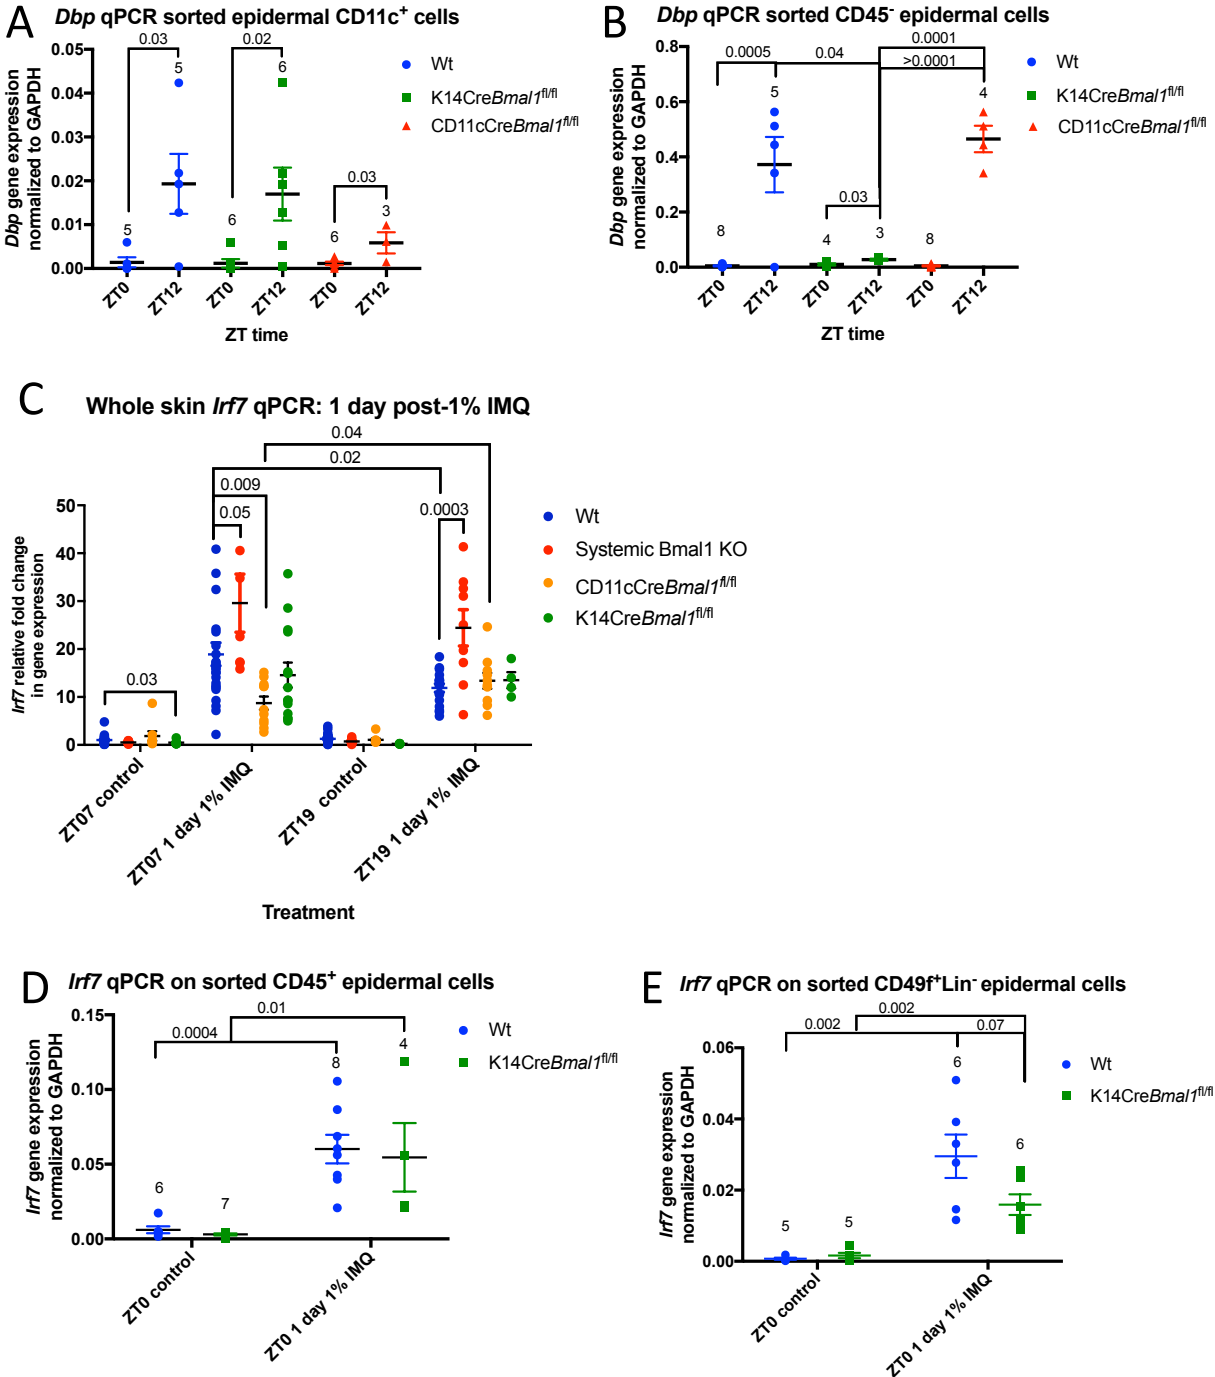 A
Dbp qPCR sorted epidermal CD11c+ cells
Dbp gene expression
normalized to GAPDH
0.05
0.04
0.03
0.02
0.01
0.00
0.03
0.02
0.03
5
5
6
6
6
3
ZT0
ZT12
ZT0
ZT12
ZT0
ZT12
ZT time
Wt
K14CreBmal1fl/fl
CD11cCreBmal1fl/fl
B
Dbp qPCR sorted CD45- epidermal cells
Dbp gene expression
normalized to GAPDH
0.8
0.6
0.4
0.2
0.0
0.0005
0.04
0.0001
>0.0001
0.03
8
5
4
3
8
4
ZT0
ZT12
ZT0
ZT12
ZT0
ZT12
ZT time
Wt
K14CreBmal1fl/fl
CD11cCreBmal1fl/fl
C
Whole skin Irf7 qPCR: 1 day post-1% IMQ
Irf7 relative fold change
in gene expression
50
40
30
20
10
0
0.04
0.02
0.009
0.05
0.0003
0.03
ZT07 control
ZT07 1 day 1% IMQ
ZT19 control
ZT19 1 day 1% IMQ
Treatment
Wt
Systemic Bmal1 KO
CD11cCreBmal1fl/fl
K14CreBmal1fl/fl
D
Irf7 qPCR on sorted CD45+ epidermal cells
Irf7 gene expression
normalized to GAPDH
0.15
0.10
0.05
0.00
0.01
0.0004
6
7
8
4
ZT0 control
ZT0 1 day 1% IMQ
Wt
K14CreBmal1fl/fl
E
Irf7 qPCR on sorted CD49f+Lin- epidermal cells
Irf7 gene expression
normalized to GAPDH
0.06
0.04
0.02
0.00
0.002
0.002
0.07
5
5
6
6
ZT0 control
ZT0 1 day 1% IMQ
Wt
K14CreBmal1fl/fl